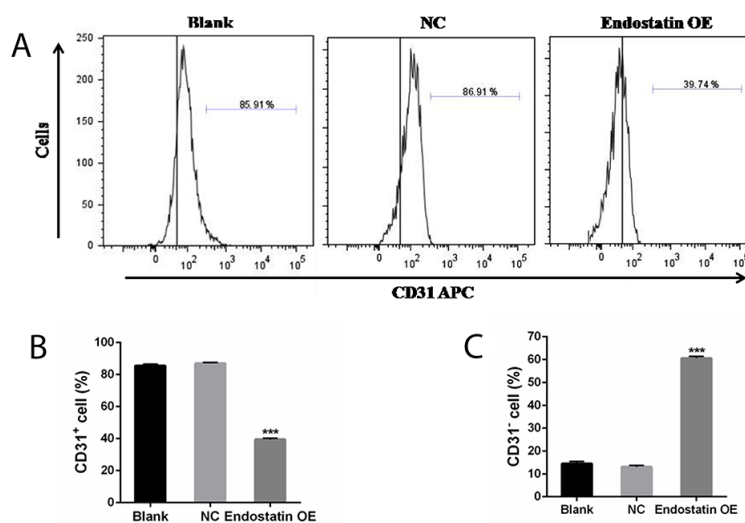 Blank NC Endostatin OE
A
Cells
250
200
150
100
50
0
85.91 %
86.91 %
39.74 %
0 10² 10³ 10⁴ 10⁵
0 10² 10³ 10⁴ 10⁵
0 10² 10³ 10⁴ 10⁵
CD31 APC
B
CD31⁺ cell (%)
100
80
60
40
20
0
***
Blank NC Endostatin OE
C
CD31⁻ cell (%)
70
60
50
40
30
20
10
0
***
Blank NC Endostatin OE